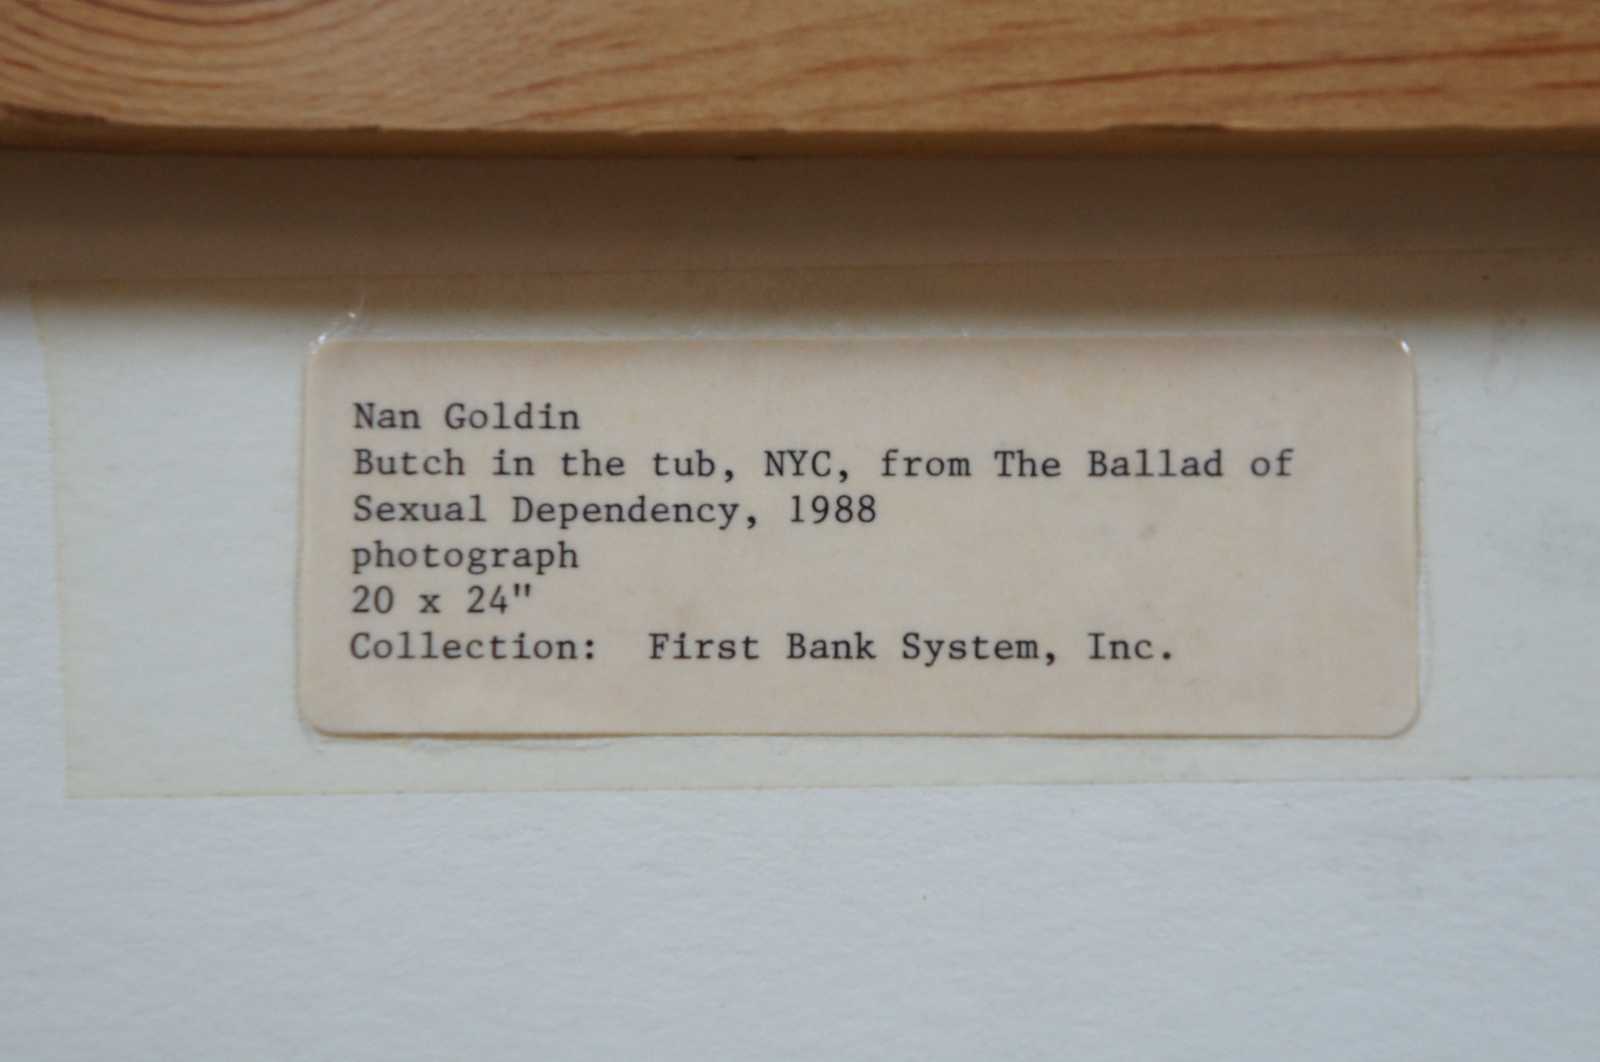 Nan Goldin
Butch in the tub, NYC, from The Ballad of
Sexual Dependency, 1988
photograph
20 x 24"
Collection:  First Bank System, Inc.